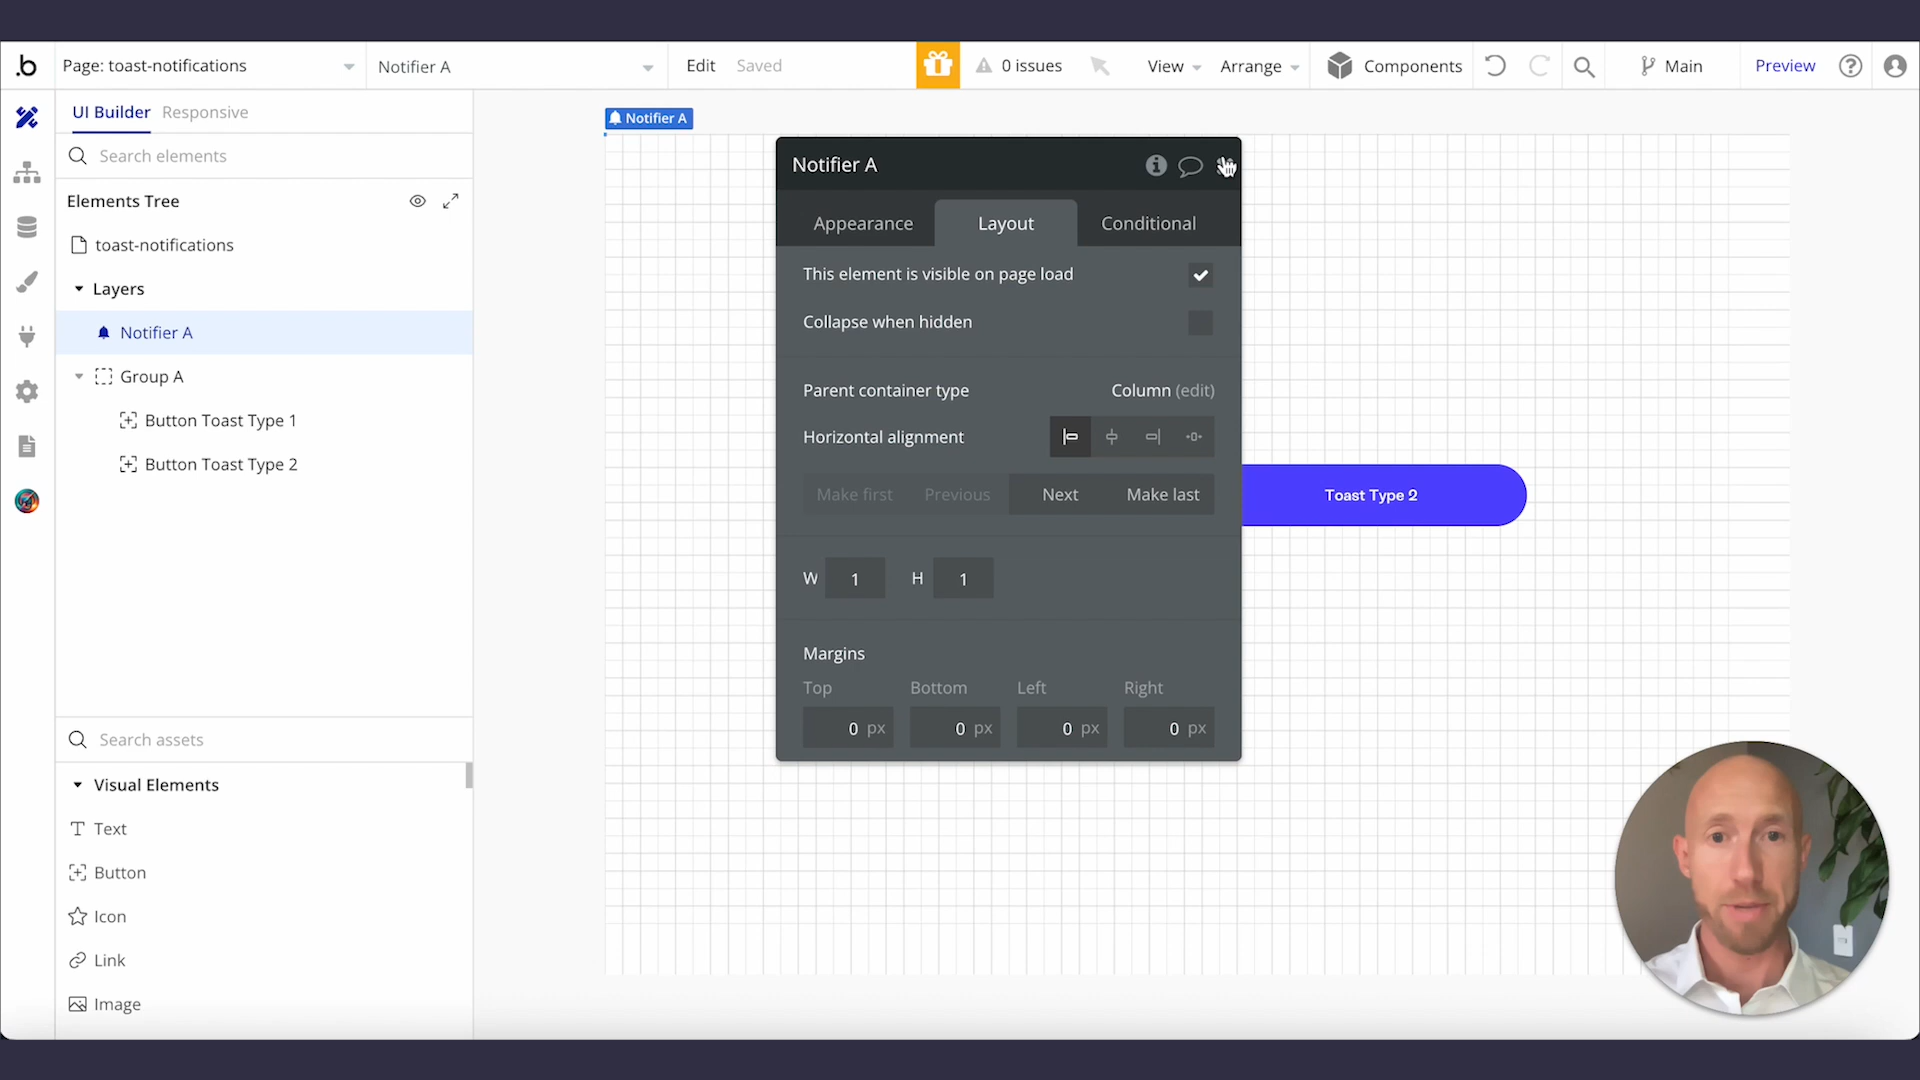 .b
Page: toast-notifications
Notifier A
Edit
Saved
0 issues
View
Arrange
Components
Main
Preview
UI Builder
Responsive
Search elements
Elements Tree
toast-notifications
Layers
Notifier A
Group A
Button Toast Type 1
Button Toast Type 2
Search assets
Visual Elements
Text
Button
Icon
Link
Image
Notifier A
Notifier A
Appearance
Layout
Conditional
This element is visible on page load
Collapse when hidden
Parent container type
Column (edit)
Horizontal alignment
Make first
Previous
Next
Make last
W 1 H 1
Margins
Top Bottom Left Right
0 px 0 px 0 px 0 px
Toast Type 2